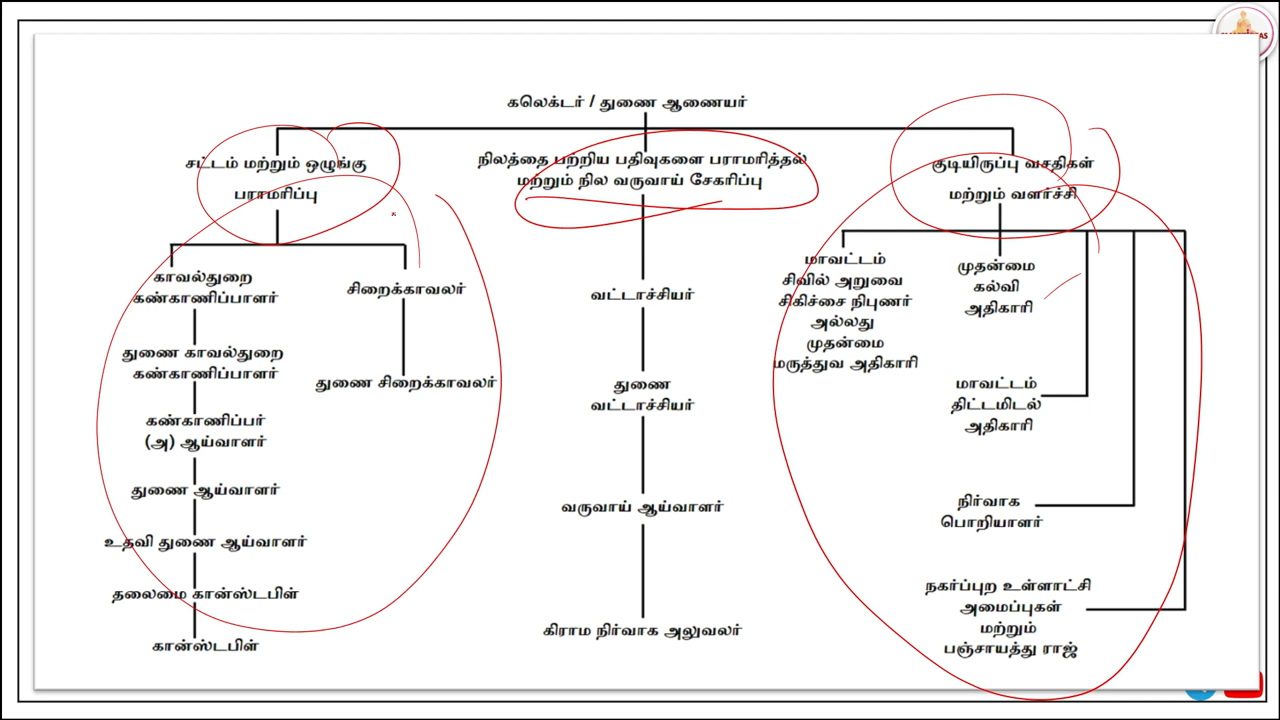 கலெக்டர் / துணை ஆணையர்
சட்டம் மற்றும் ஒழுங்கு
பராமரிப்பு
காவல்துறை
கண்காணிப்பாளர்
துணை காவல்துறை
கண்காணிப்பாளர்
கண்காணிப்பர்
(அ) ஆய்வாளர்
துணை ஆய்வாளர்
உதவி துணை ஆய்வாளர்
தலைமை கான்ஸ்டபிள்
கான்ஸ்டபிள்
சிறைக்காவலர்
துணை சிறைக்காவலர்
நிலத்தை பற்றிய பதிவுகளை பராமரித்தல்
மற்றும் நில வருவாய் சேகரிப்பு
வட்டாச்சியர்
துணை
வட்டாச்சியர்
வருவாய் ஆய்வாளர்
கிராம நிர்வாக அலுவலர்
குடியிருப்பு வசதிகள்
மற்றும் வளர்ச்சி
மாவட்டம்
சிவில் அறுவை
சிகிச்சை நிபுணர்
அல்லது
முதன்மை
மருத்துவ அதிகாரி
முதன்மை
கல்வி
அதிகாரி
மாவட்டம்
திட்டமிடல்
அதிகாரி
நிர்வாக
பொறியாளர்
நகர்ப்புற உள்ளாட்சி
அமைப்புகள்
மற்றும்
பஞ்சாயத்து ராஜ்